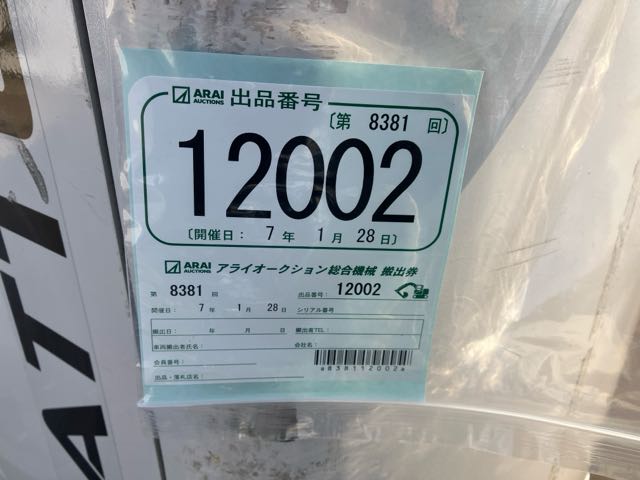 ARAI AUCTIONS 出品番号
〔第 8381 回〕
12002
〔開催日: 7 年 1 月 28 日〕
ARAI AUCTIONS アライオークション総合機械 搬出券
第 8381 回 出品番号: 12002
開催日: 7 年 1 月 28 日 シリアル番号
搬出日: 年 月 日 搬出者TEL:
車両搬出者氏名: 会社名:
会員番号:
出品・落札店名:
a838112002a
AT